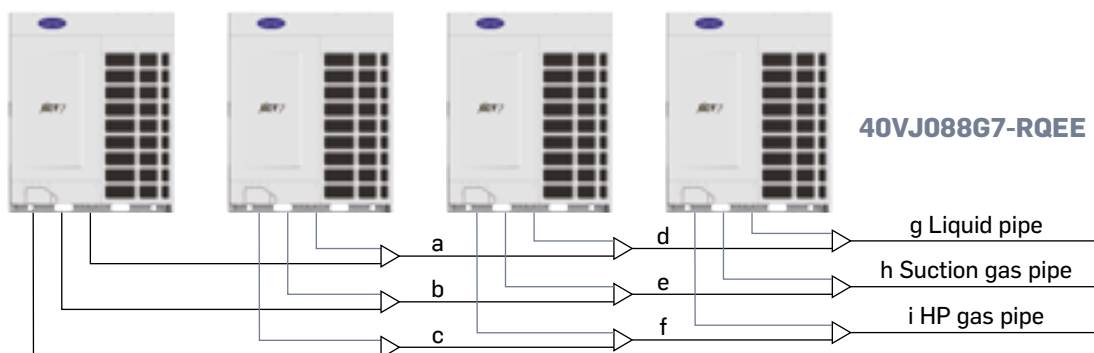 40VJ088G7-RQEE
a
d
g Liquid pipe
b
e
h Suction gas pipe
c
f
i HP gas pipe